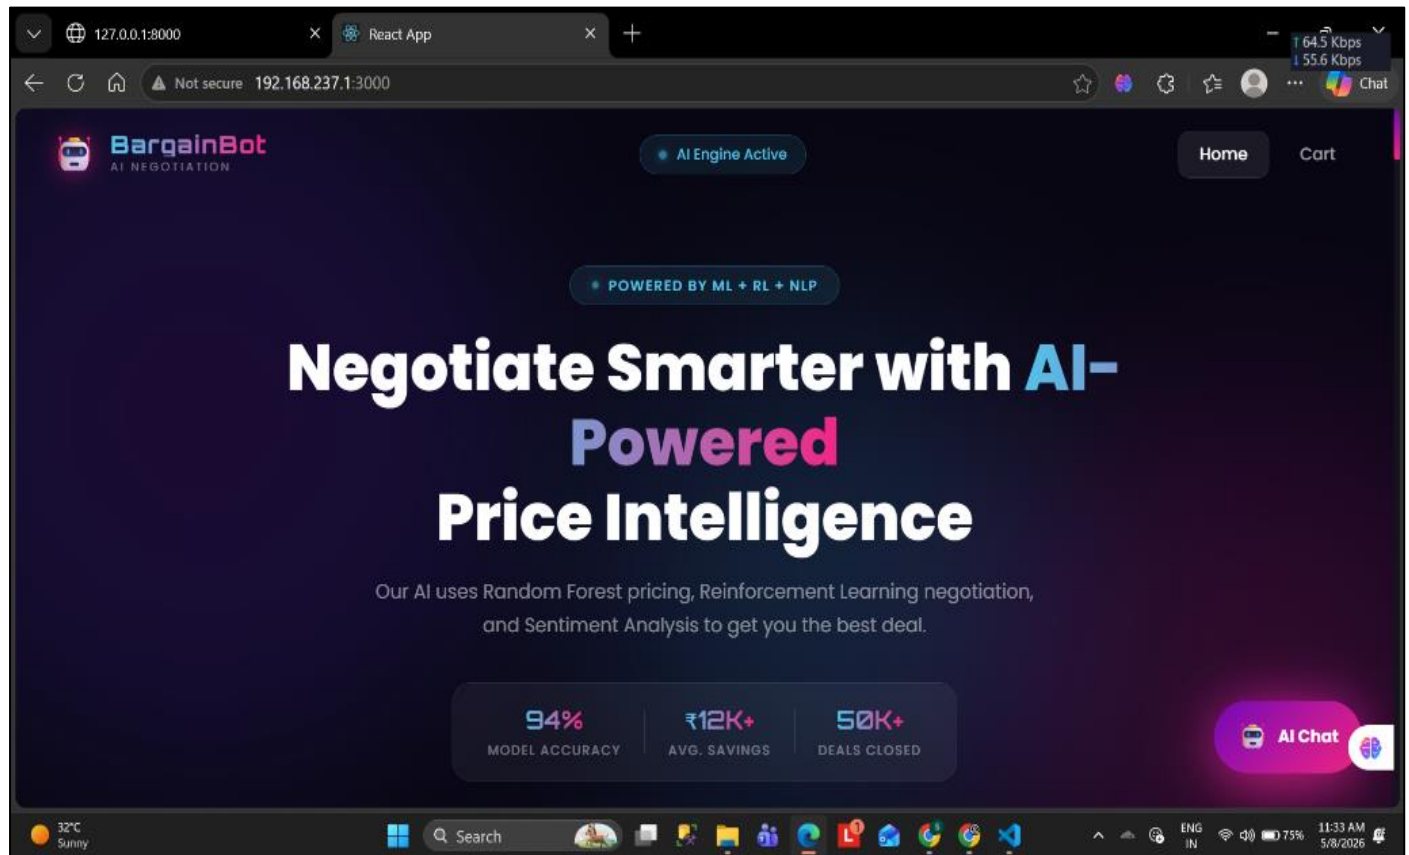 127.0.0.1:8000
React App
↑ 64.5 Kbps
↓ 55.6 Kbps
Not secure 192.168.237.1:3000
Chat
BargainBot
AI NEGOTIATION
AI Engine Active
Home
Cart
POWERED BY ML + RL + NLP
Negotiate Smarter with AI-
Powered
Price Intelligence
Our AI uses Random Forest pricing, Reinforcement Learning negotiation,
and Sentiment Analysis to get you the best deal.
94%
MODEL ACCURACY
₹12K+
AVG. SAVINGS
50K+
DEALS CLOSED
AI Chat
32°C
Sunny
Search
ENG
IN
75%
11:33 AM
5/8/2026